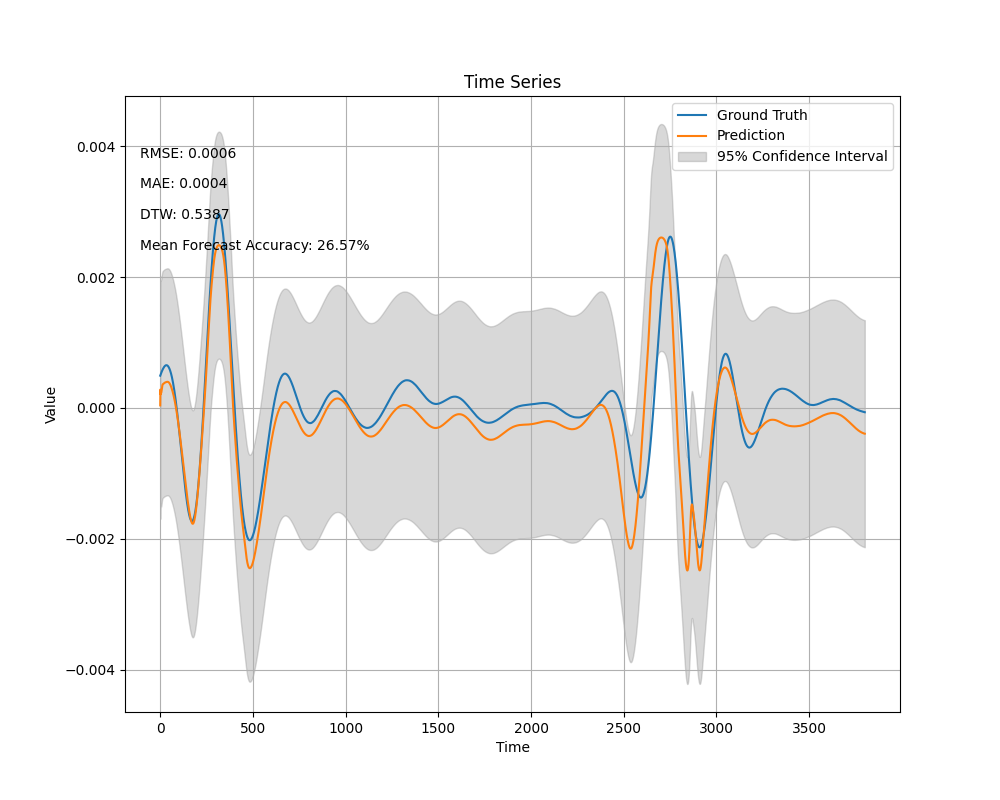 Time Series
Ground Truth
Prediction
95% Confidence Interval
RMSE: 0.0006
MAE: 0.0004
DTW: 0.5387
Mean Forecast Accuracy: 26.57%
0.004
0.002
0.000
−0.002
−0.004
Value
0 500 1000 1500 2000 2500 3000 3500
Time